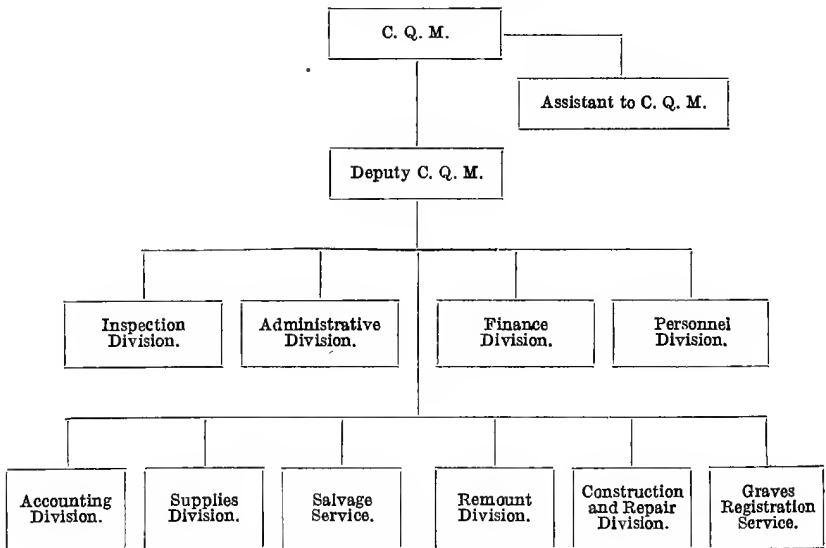 C. Q. M.
Assistant to C. Q. M.
Deputy C. Q. M.
Inspection
Division.
Administrative
Division.
Finance
Division.
Personnel
Division.
Accounting
Division.
Supplies
Division.
Salvage
Service.
Remount
Division.
Construction
and Repair
Division.
Graves
Registration
Service.